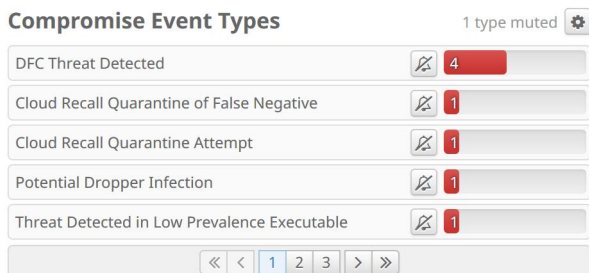 Compromise Event Types 1 type muted
DFC Threat Detected 4
Cloud Recall Quarantine of False Negative 1
Cloud Recall Quarantine Attempt 1
Potential Dropper Infection 1
Threat Detected in Low Prevalence Executable 1
« < 1 2 3 > »